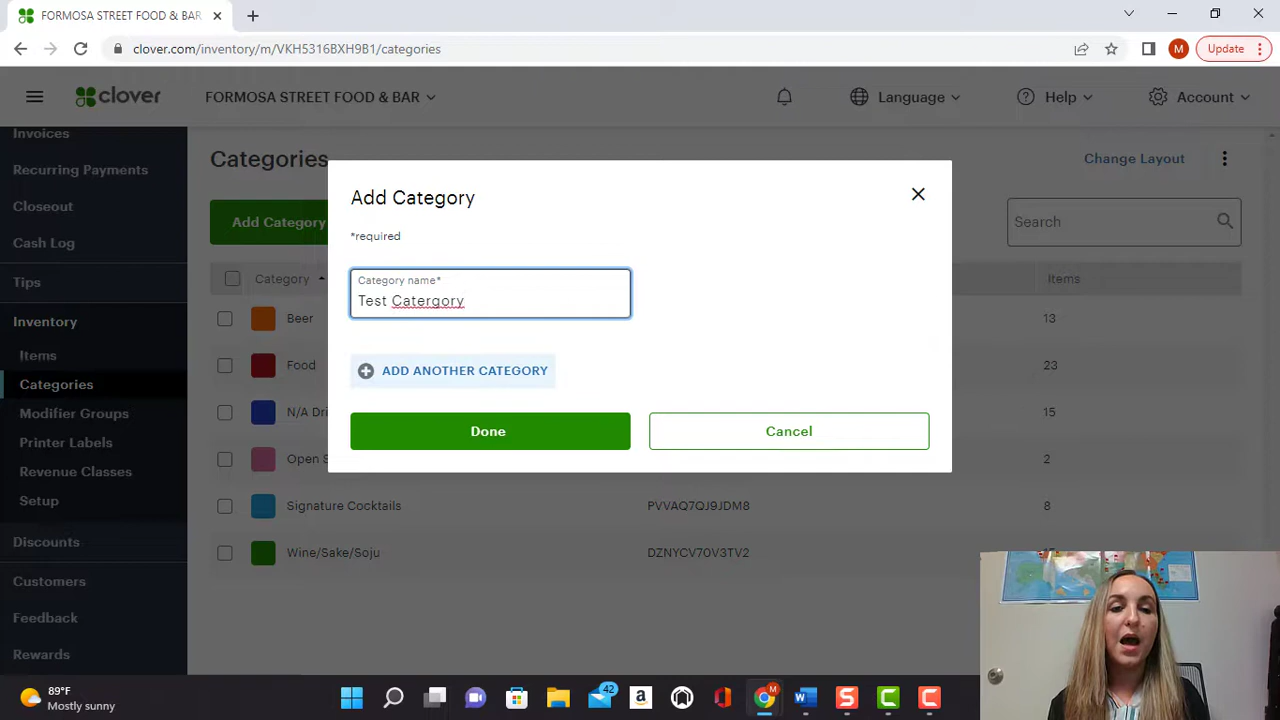 FORMOSA STREET FOOD & BAR
clover.com/inventory/m/VKH5316BXH9B1/categories
M
Update
clover
FORMOSA STREET FOOD & BAR
Language
Help
Account
Invoices
Recurring Payments
Closeout
Cash Log
Tips
Inventory
Items
Categories
Modifier Groups
Printer Labels
Revenue Classes
Setup
Discounts
Customers
Feedback
Rewards
Categories
Change Layout
Add Category
Search
Category
Items
Beer
13
Food
23
N/A Dri
15
Open
2
Signature Cocktails
PVVAQ7QJ9JDM8
8
Wine/Sake/Soju
DZNYCV70V3TV2
Add Category
*required
Category name*
Test Catergory
ADD ANOTHER CATEGORY
Done
Cancel
89°F
Mostly sunny
42